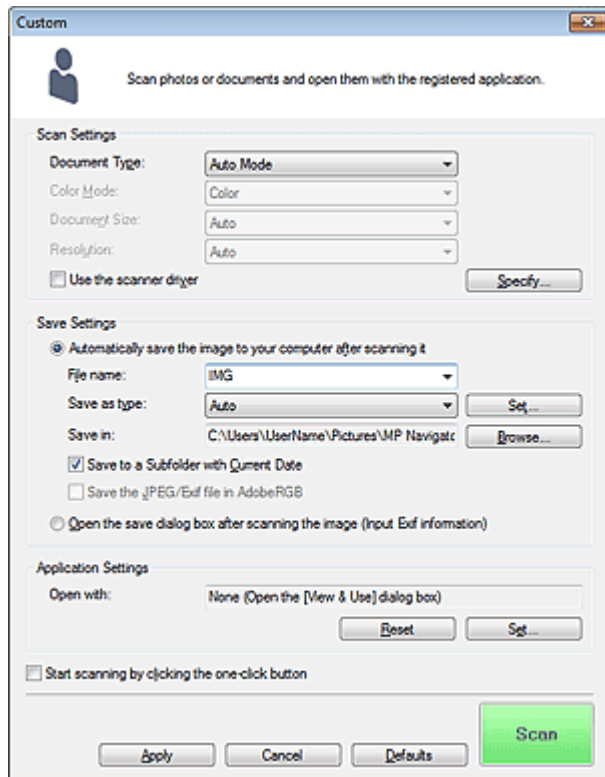 Custom
Scan photos or documents and open them with the registered application.
Scan Settings
Document Type: Auto Mode
Color Mode: Color
Document Size: Auto
Resolution: Auto
Use the scanner driver Specify...
Save Settings
Automatically save the image to your computer after scanning it
File name: IMG
Save as type: Auto Set...
Save in: C:\Users\UserName\Pictures\MP Navigatc Browse...
Save to a Subfolder with Current Date
Save the JPEG/Exif file in AdobeRGB
Open the save dialog box after scanning the image (Input Exif information)
Application Settings
Open with: None (Open the [View & Use] dialog box)
Reset Set...
Start scanning by clicking the one-click button
Scan
Apply Cancel Defaults